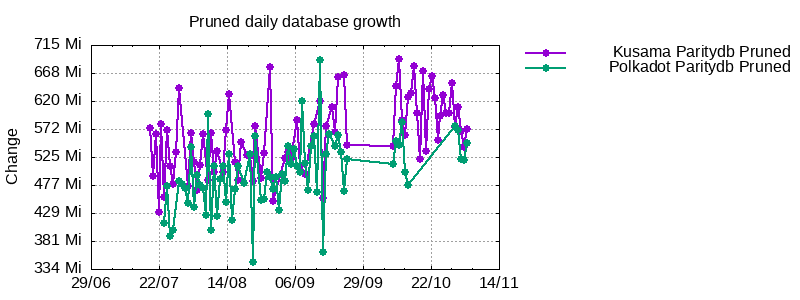 Pruned daily database growth
715 Mi
668 Mi
620 Mi
572 Mi
525 Mi
477 Mi
429 Mi
381 Mi
334 Mi
Change
29/06 22/07 14/08 06/09 29/09 22/10 14/11
Kusama Paritydb Pruned
Polkadot Paritydb Pruned